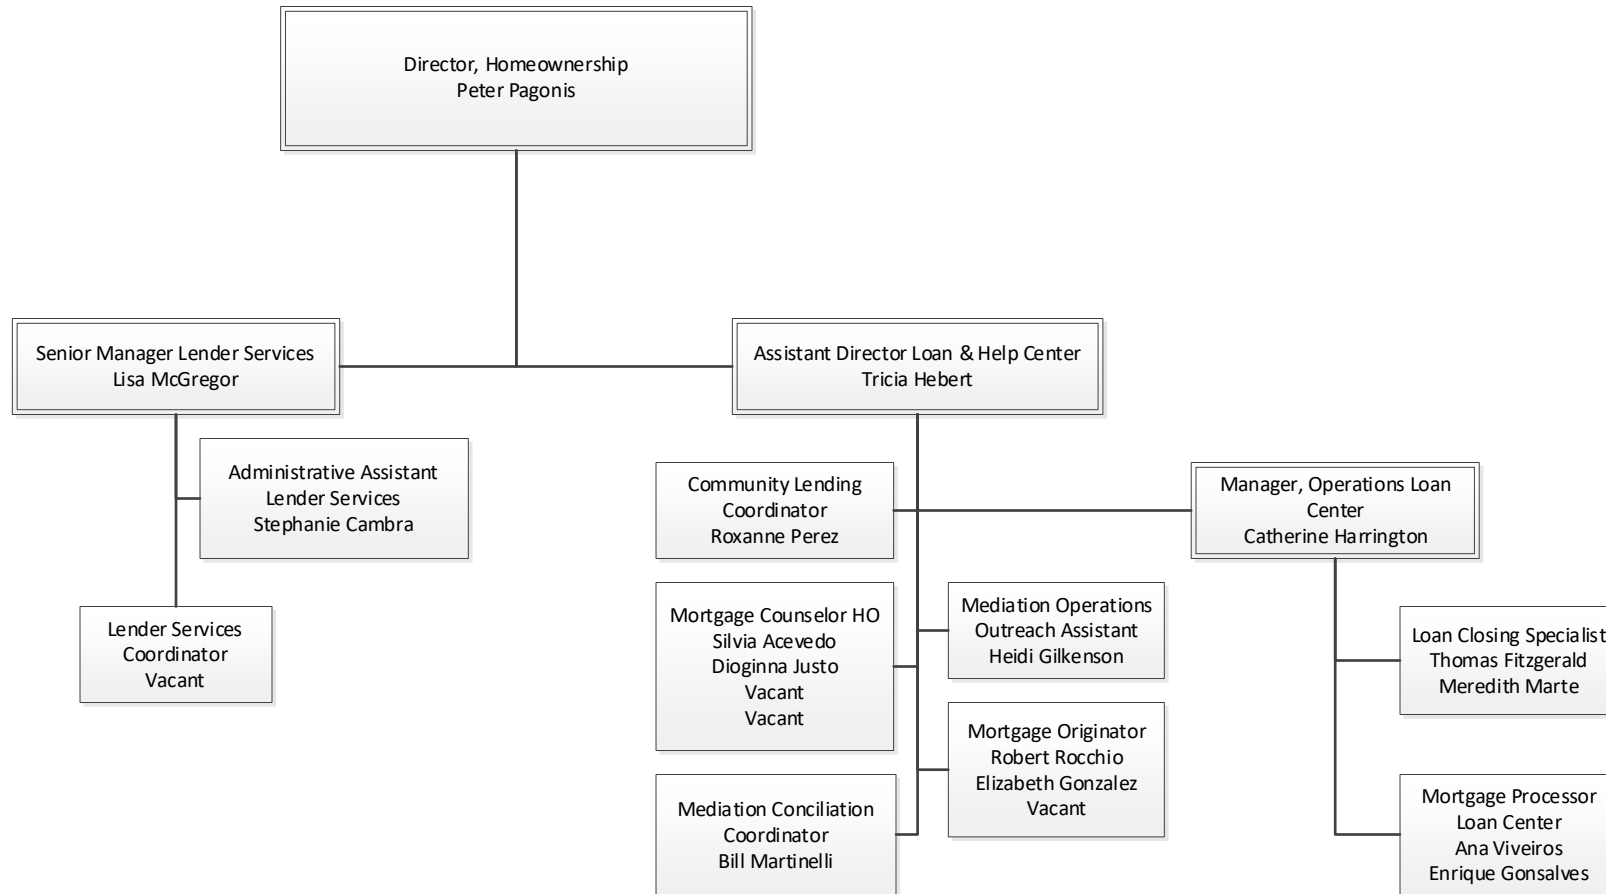 Director, Homeownership
Peter Pagonis
Senior Manager Lender Services
Lisa McGregor
Assistant Director Loan & Help Center
Tricia Hebert
Administrative Assistant
Lender Services
Stephanie Cambra
Lender Services
Coordinator
Vacant
Community Lending
Coordinator
Roxanne Perez
Manager, Operations Loan
Center
Catherine Harrington
Mortgage Counselor HO
Silvia Acevedo
Dioginna Justo
Vacant
Vacant
Mediation Operations
Outreach Assistant
Heidi Gilkenson
Loan Closing Specialist
Thomas Fitzgerald
Meredith Marte
Mortgage Originator
Robert Rocchio
Elizabeth Gonzalez
Vacant
Mediation Conciliation
Coordinator
Bill Martinelli
Mortgage Processor
Loan Center
Ana Viveiros
Enrique Gonsalves